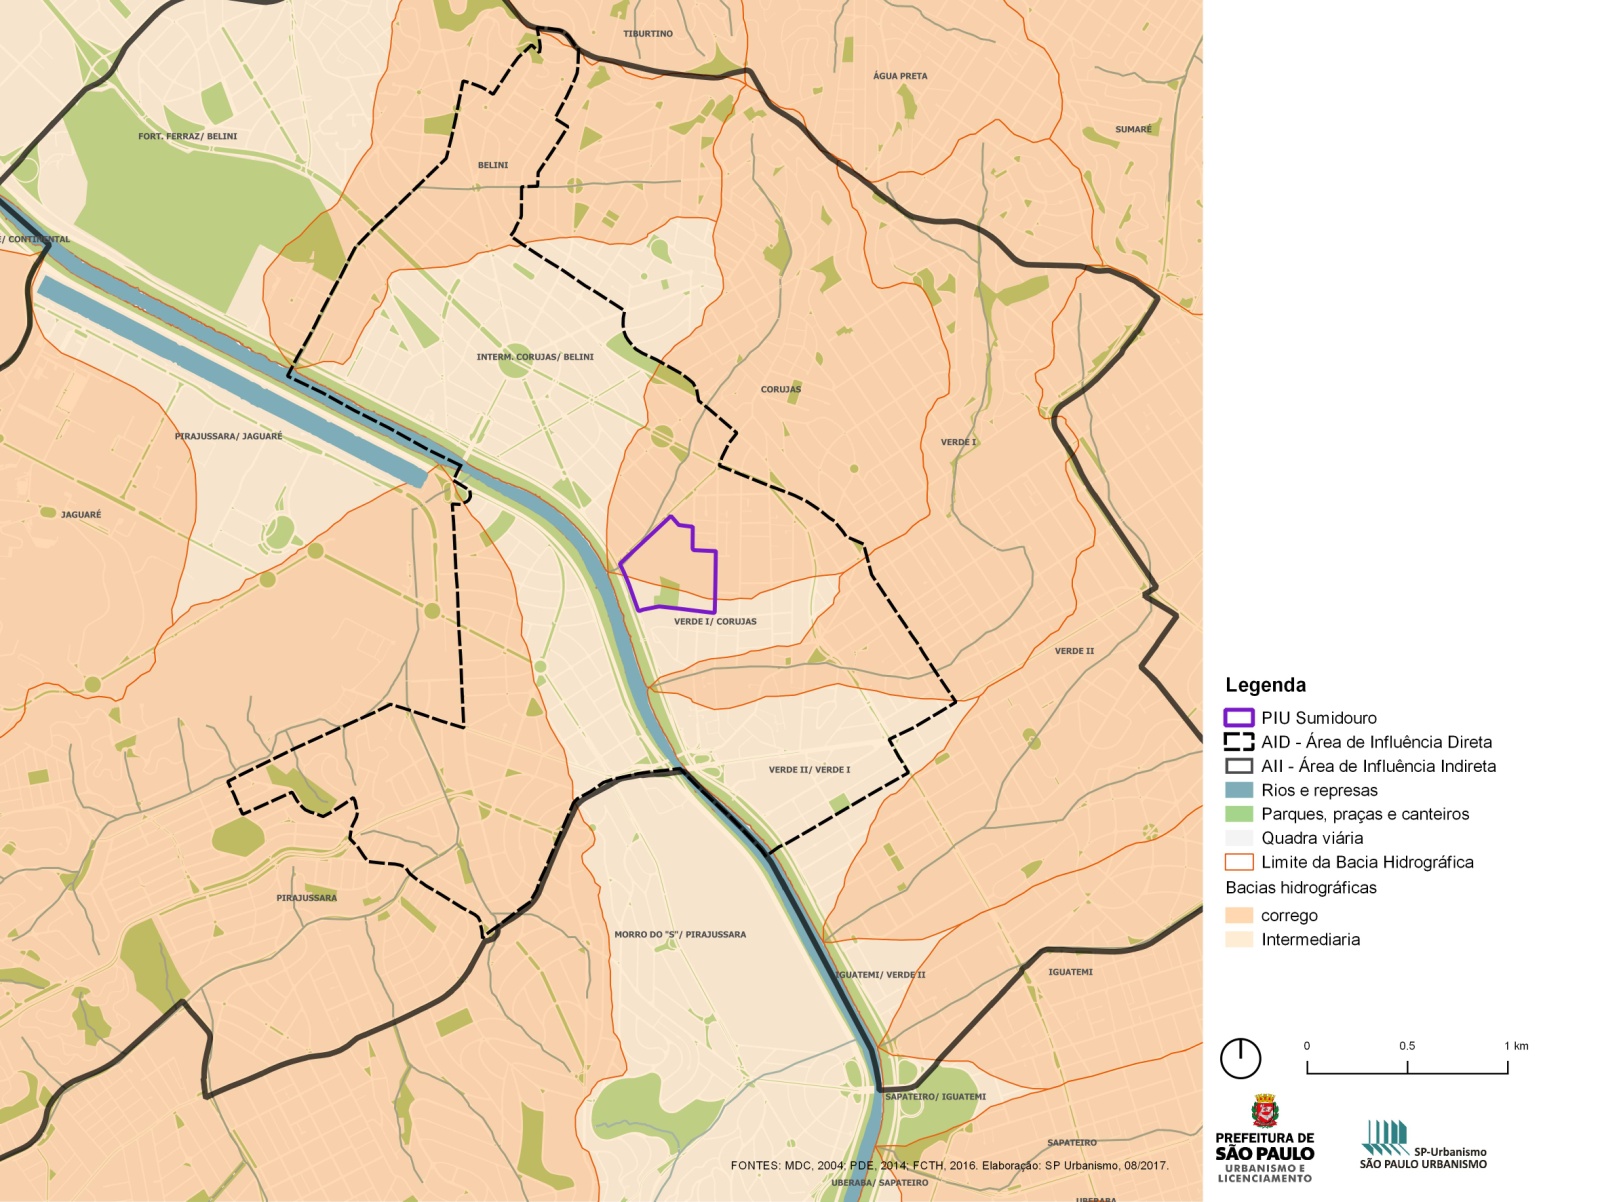 TIBURTINO
ÁGUA PRETA
SUMARÉ
FORT. FERRAZ/ BELINI
BELINI
/ CONTINENTAL
INTERM. CORUJAS/ BELINI
CORUJAS
PIRAJUSSARA/ JAGUARÉ
VERDE I
JAGUARÉ
VERDE I/ CORUJAS
VERDE II
VERDE II/ VERDE I
PIRAJUSSARA
MORRO DO "S"/ PIRAJUSSARA
IGUATEMI/ VERDE II
IGUATEMI
SAPATEIRO/ IGUATEMI
SAPATEIRO
UBERABA/ SAPATEIRO
UBERABA
FONTES: MDC, 2004; PDE, 2014; FCTH, 2016. Elaboração: SP Urbanismo, 08/2017.
Legenda
PIU Sumidouro
AID - Área de Influência Direta
AII - Área de Influência Indireta
Rios e represas
Parques, praças e canteiros
Quadra viária
Limite da Bacia Hidrográfica
Bacias hidrográficas
corrego
Intermediaria
0 0.5 1 km
PREFEITURA DE
SÃO PAULO
URBANISMO E
LICENCIAMENTO
SP-Urbanismo
SÃO PAULO URBANISMO